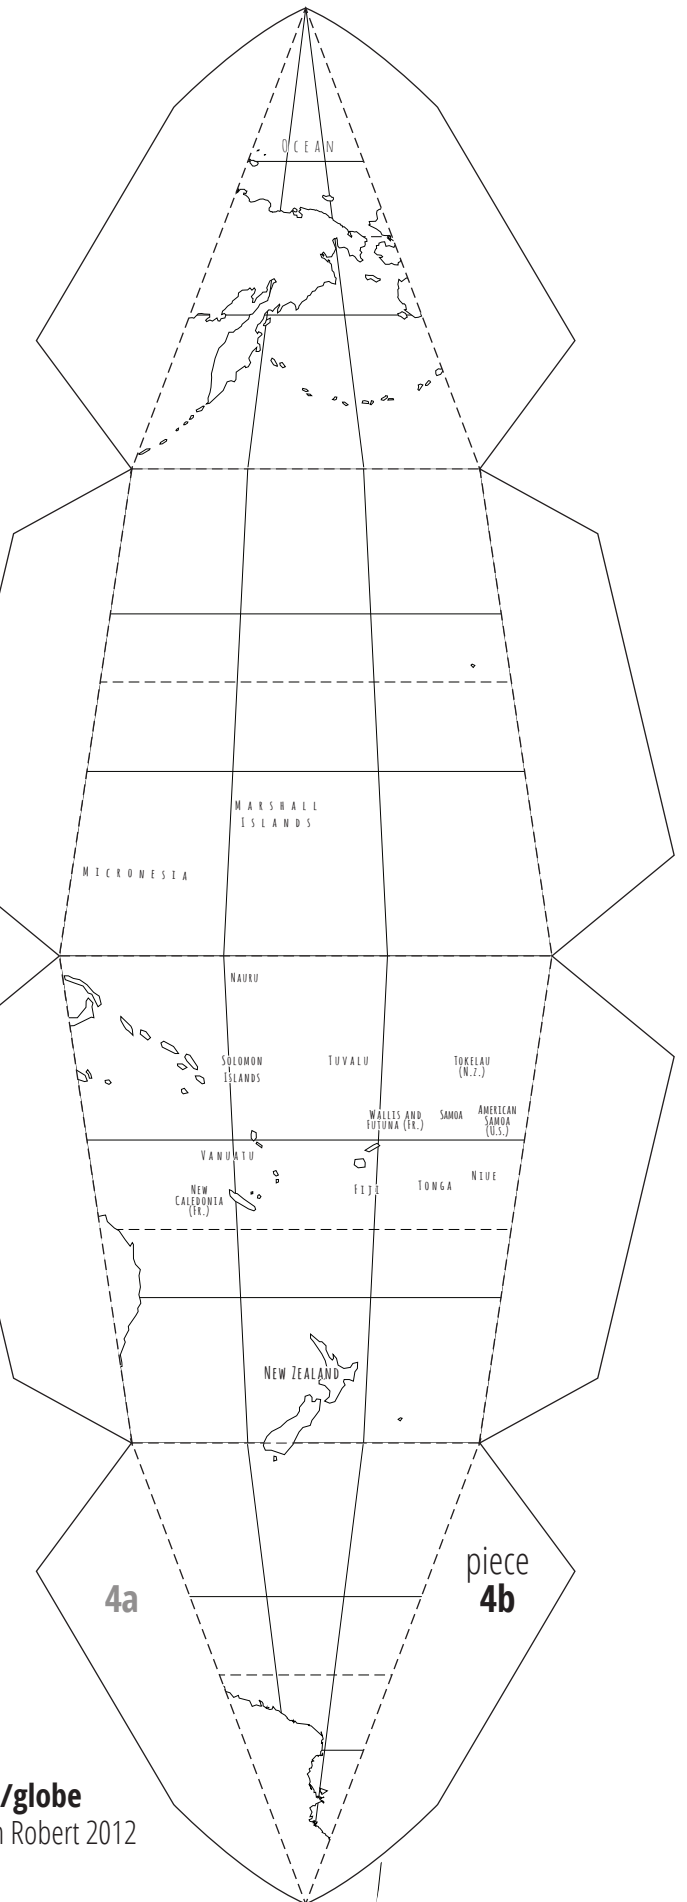 Ocean
Marshall
Islands
Micronesia
Nauru
Solomon
Islands
Tuvalu
Tokelau
(N.Z.)
Wallis and
Futuna (Fr.)
Samoa
American
Samoa
(U.S.)
Vanuatu
New
Caledonia
(Fr.)
Fiji
Tonga
Niue
New Zealand
4a
piece
4b
/globe
n Robert 2012